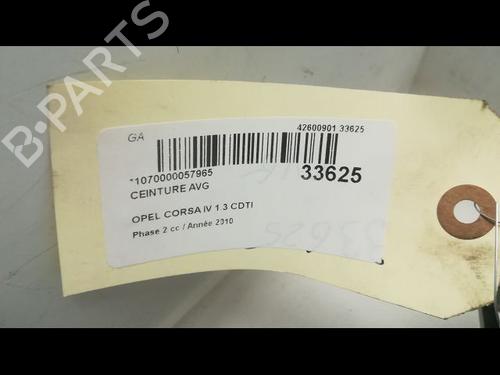 B-PARTS
GA
42600901 33625
*1070000057965
33625
CEINTURE AVG
OPEL CORSA IV 1.3 CDTI
Phase 2 cc / Année 2010
33625